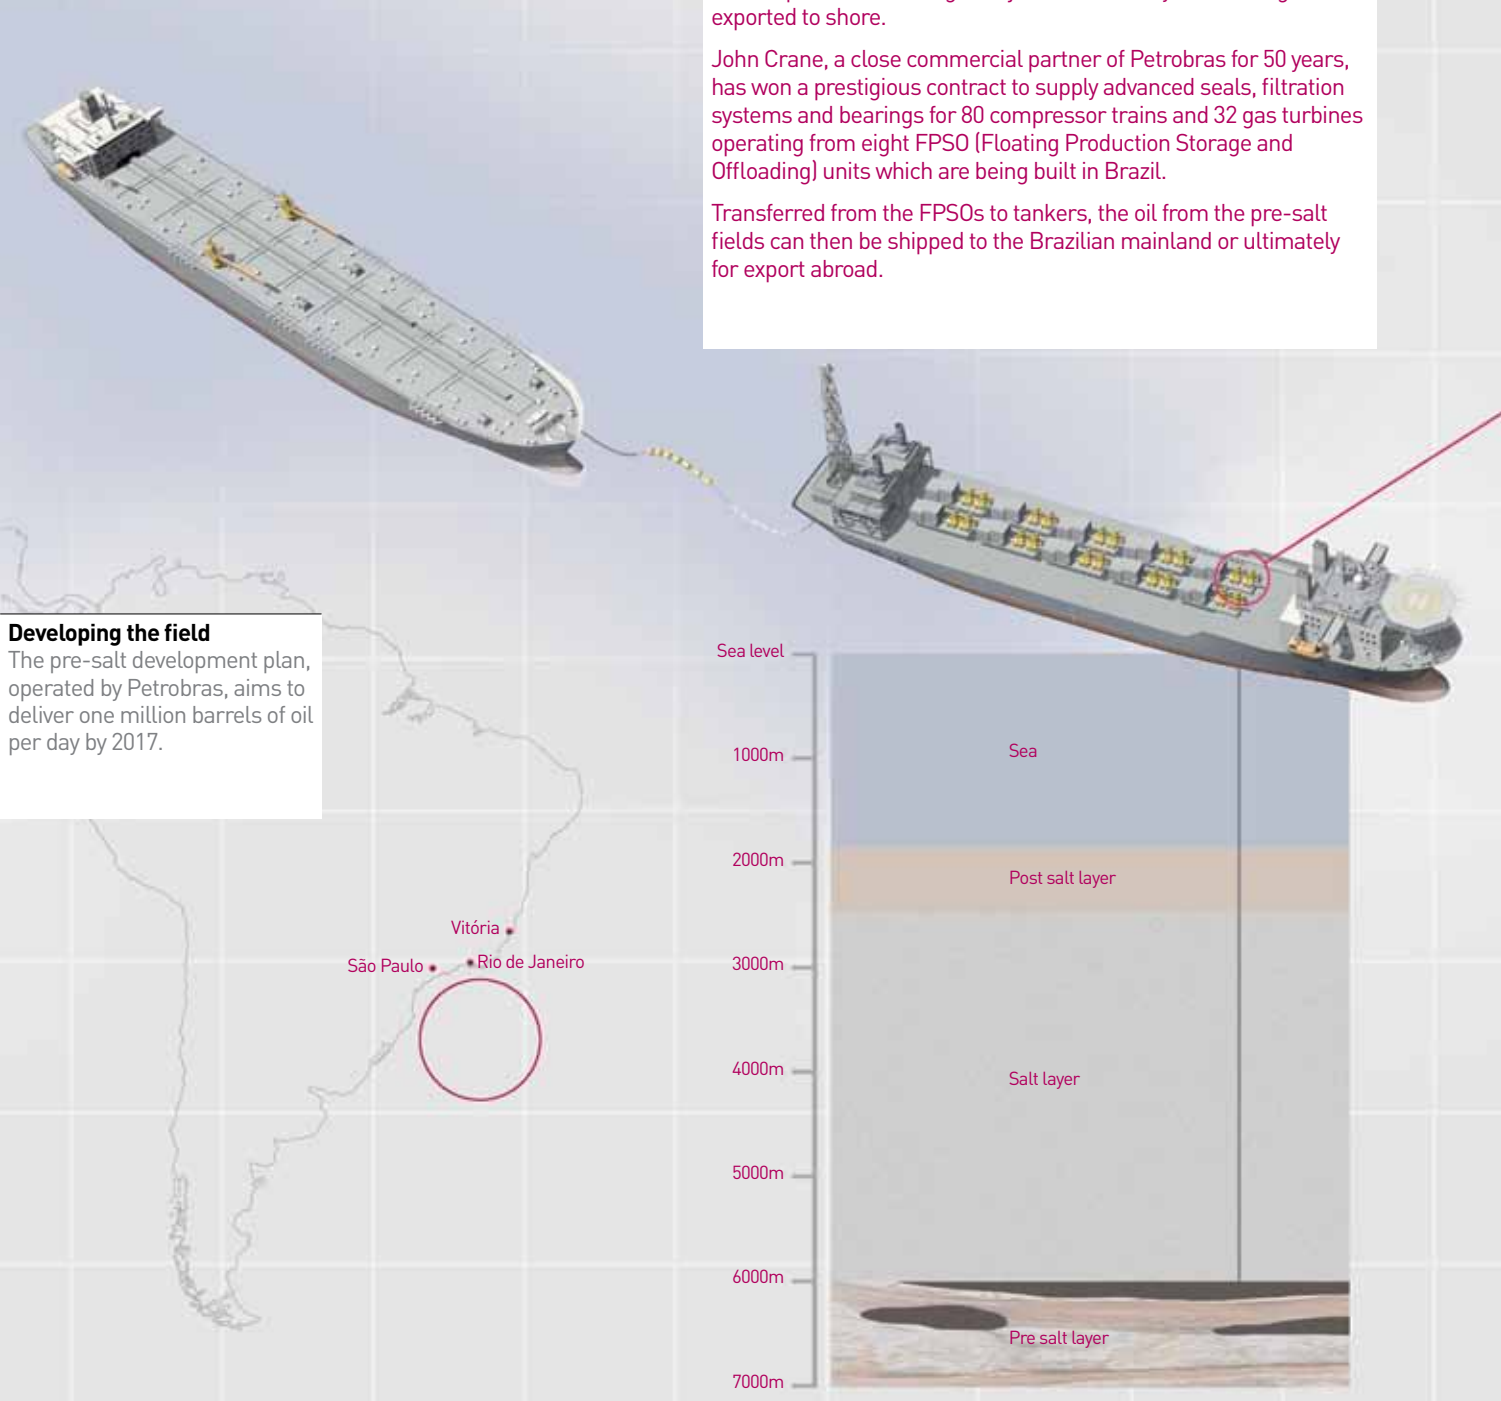 exported to shore.
John Crane, a close commercial partner of Petrobras for 50 years,
has won a prestigious contract to supply advanced seals, filtration
systems and bearings for 80 compressor trains and 32 gas turbines
operating from eight FPSO (Floating Production Storage and
Offloading) units which are being built in Brazil.
Transferred from the FPSOs to tankers, the oil from the pre-salt
fields can then be shipped to the Brazilian mainland or ultimately
for export abroad.
Developing the field
The pre-salt development plan,
operated by Petrobras, aims to
deliver one million barrels of oil
per day by 2017.
Vitória
São Paulo
Rio de Janeiro
Sea level
1000m
Sea
2000m
Post salt layer
3000m
4000m
Salt layer
5000m
6000m
Pre salt layer
7000m